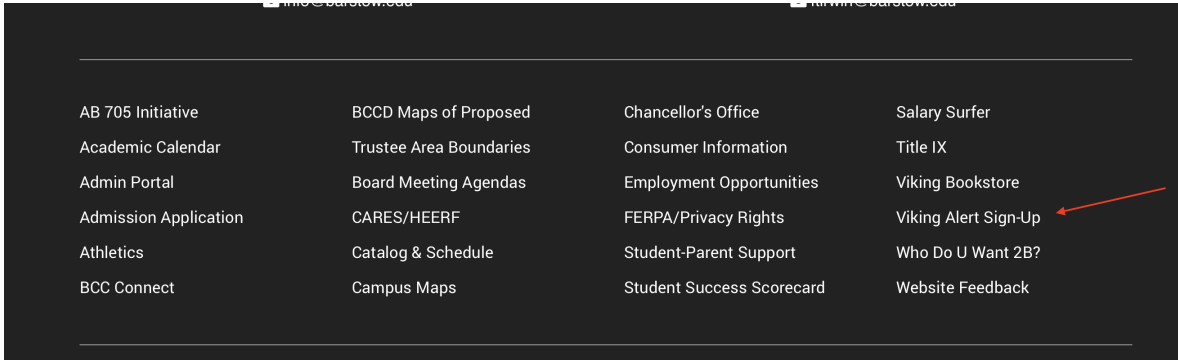 info@barstow.edu
AB 705 Initiative
Academic Calendar
Admin Portal
Admission Application
Athletics
BCC Connect
BCCD Maps of Proposed
Trustee Area Boundaries
Board Meeting Agendas
CARES/HEERF
Catalog & Schedule
Campus Maps
Chancellor's Office
Consumer Information
Employment Opportunities
FERPA/Privacy Rights
Student-Parent Support
Student Success Scorecard
Salary Surfer
Title IX
Viking Bookstore
Viking Alert Sign-Up
Who Do U Want 2B?
Website Feedback